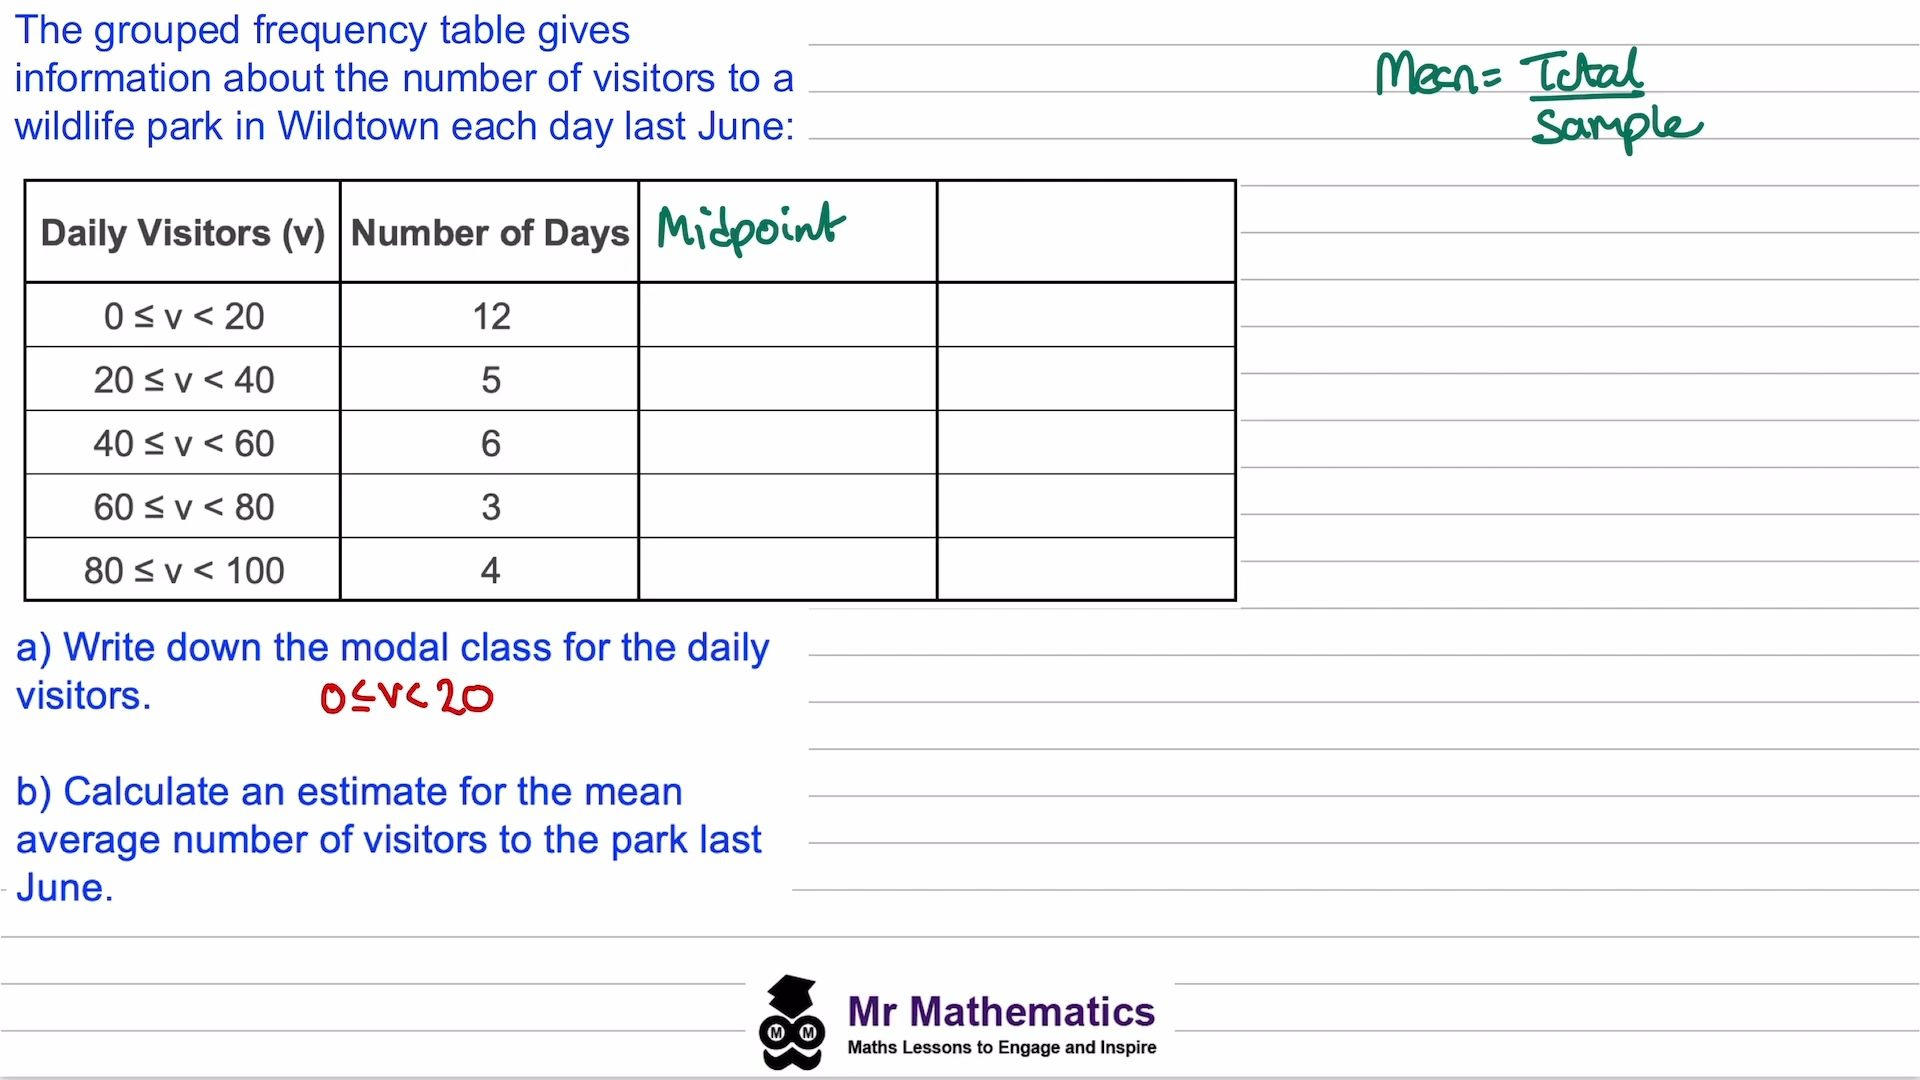 The grouped frequency table gives
information about the number of visitors to a
wildlife park in Wildtown each day last June:
Mean = Total
Sample
Daily Visitors (v) Number of Days Midpoint
0 ≤ v < 20 12
20 ≤ v < 40 5
40 ≤ v < 60 6
60 ≤ v < 80 3
80 ≤ v < 100 4
a) Write down the modal class for the daily
visitors. 0≤v<20
b) Calculate an estimate for the mean
average number of visitors to the park last
June.
M M
Mr Mathematics
Maths Lessons to Engage and Inspire